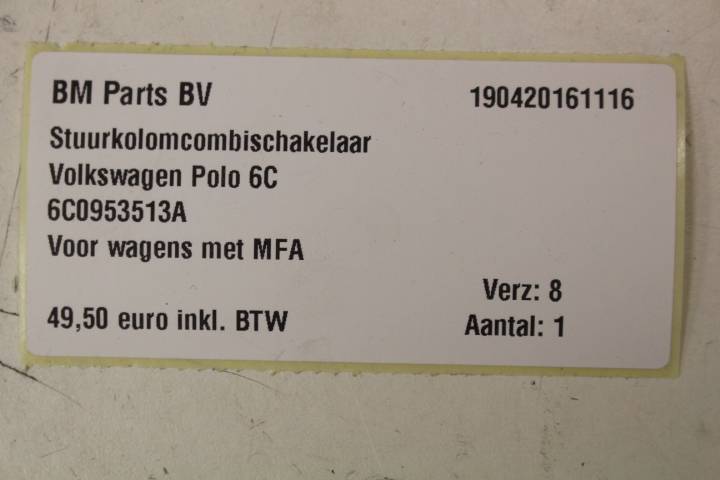 BM Parts BV 190420161116
Stuurkolomcombischakelaar
Volkswagen Polo 6C
6C0953513A
Voor wagens met MFA
Verz: 8
49,50 euro inkl. BTW Aantal: 1